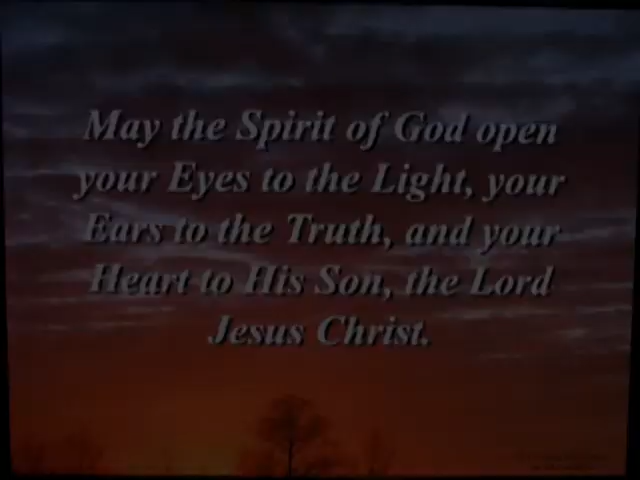 May the Spirit of God open
your Eyes to the Light, your
Ears to the Truth, and your
Heart to His Son, the Lord
Jesus Christ.